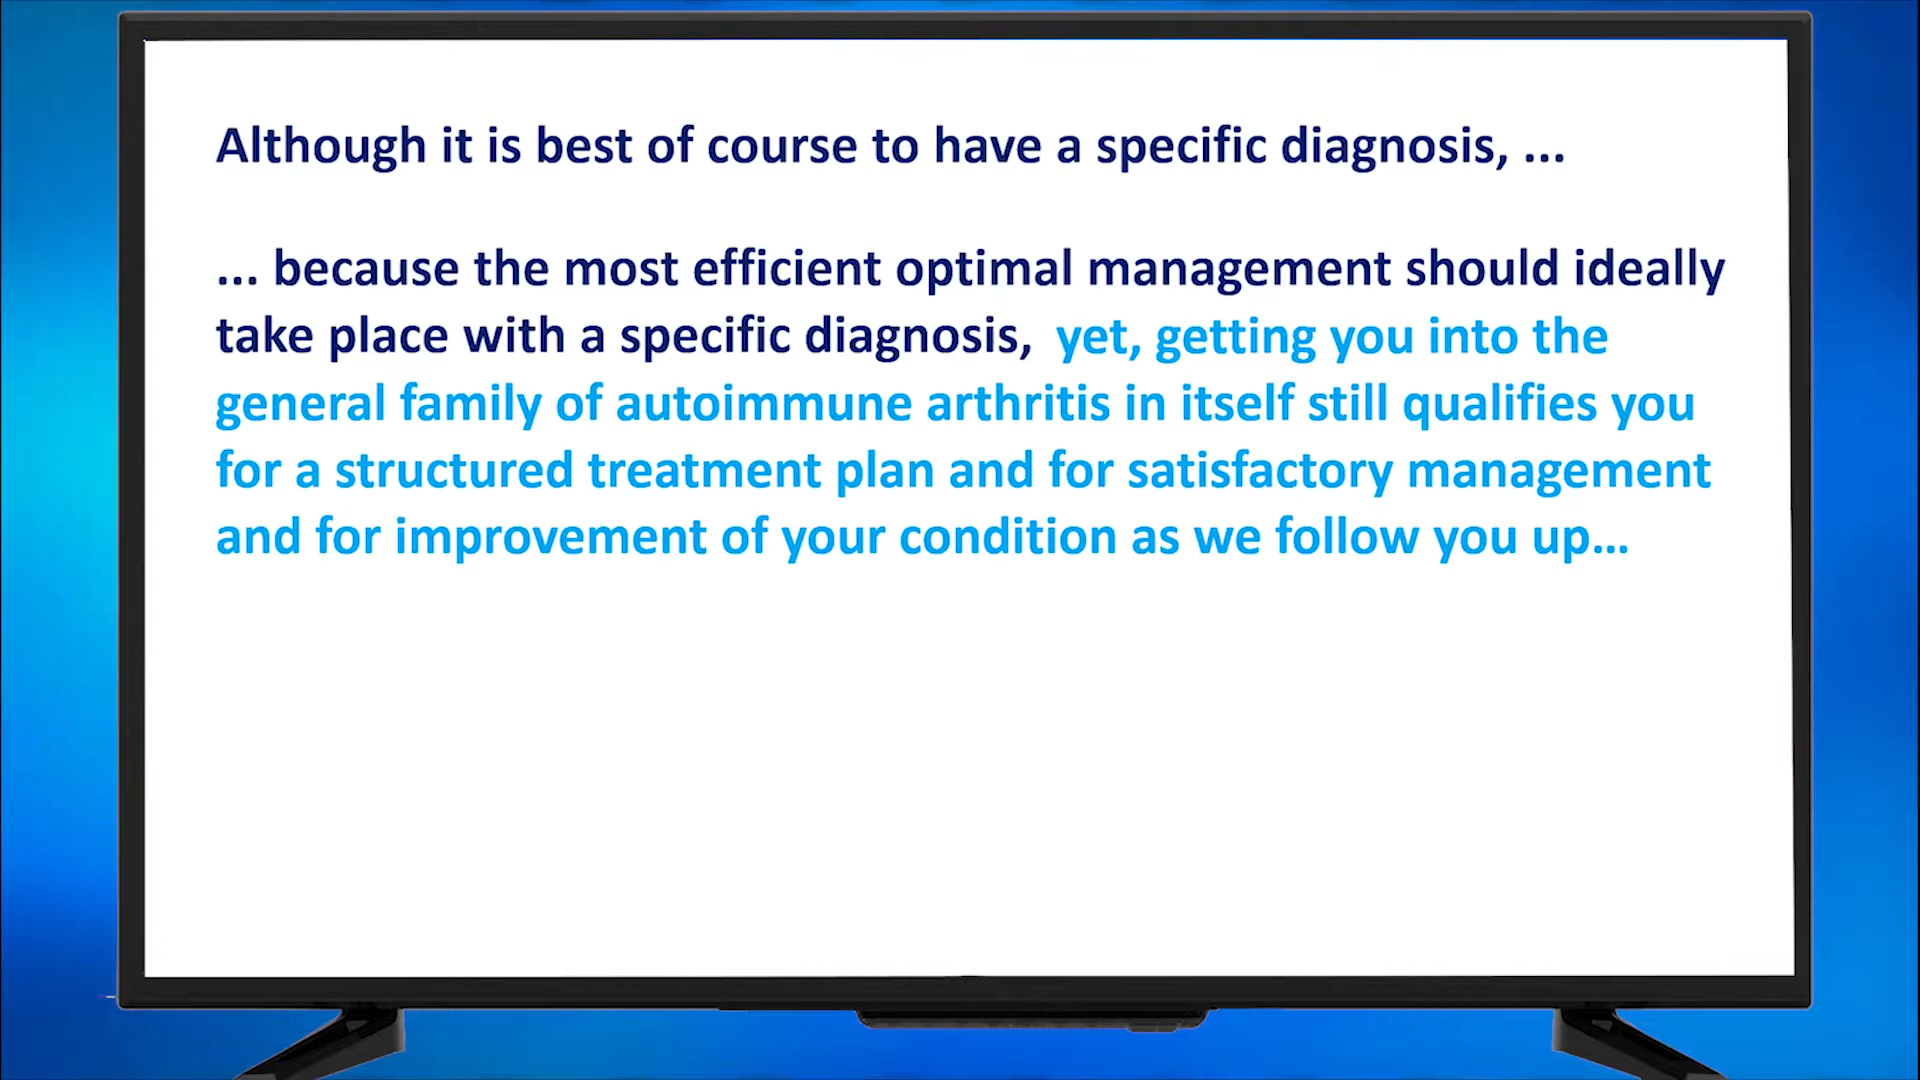 Although it is best of course to have a specific diagnosis, ...
... because the most efficient optimal management should ideally
take place with a specific diagnosis, yet, getting you into the
general family of autoimmune arthritis in itself still qualifies you
for a structured treatment plan and for satisfactory management
and for improvement of your condition as we follow you up...